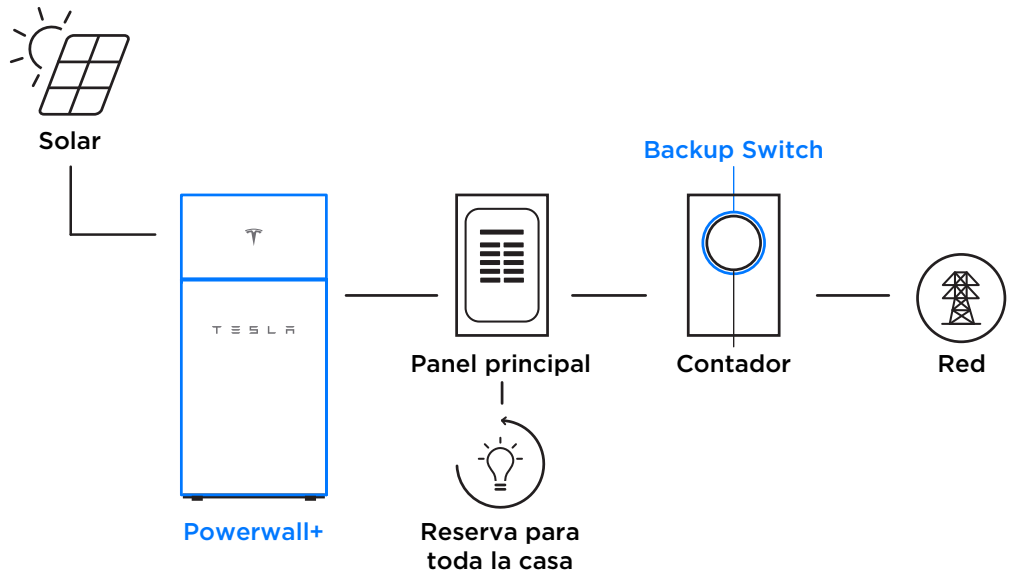 Solar
Backup Switch
TESLA
Panel principal
Contador
Red
Powerwall+
Reserva para
toda la casa